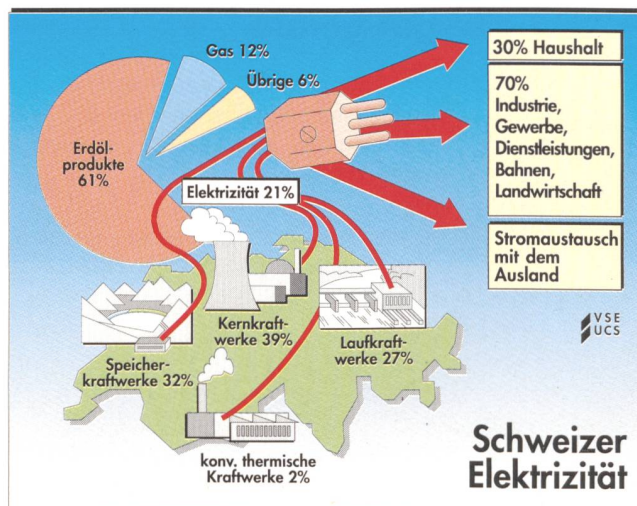 Gas 12%
Übrige 6%
Erdöl-
produkte
61%
Elektrizität 21%
30% Haushalt
70%
Industrie,
Gewerbe,
Dienstleistungen,
Bahnen,
Landwirtschaft
Stromaustausch
mit dem
Ausland
VSE
UCS
Kernkraft-
werke 39%
Laufkraft-
werke 27%
Speicher-
kraftwerke 32%
konv. thermische
Kraftwerke 2%
Schweizer
Elektrizität